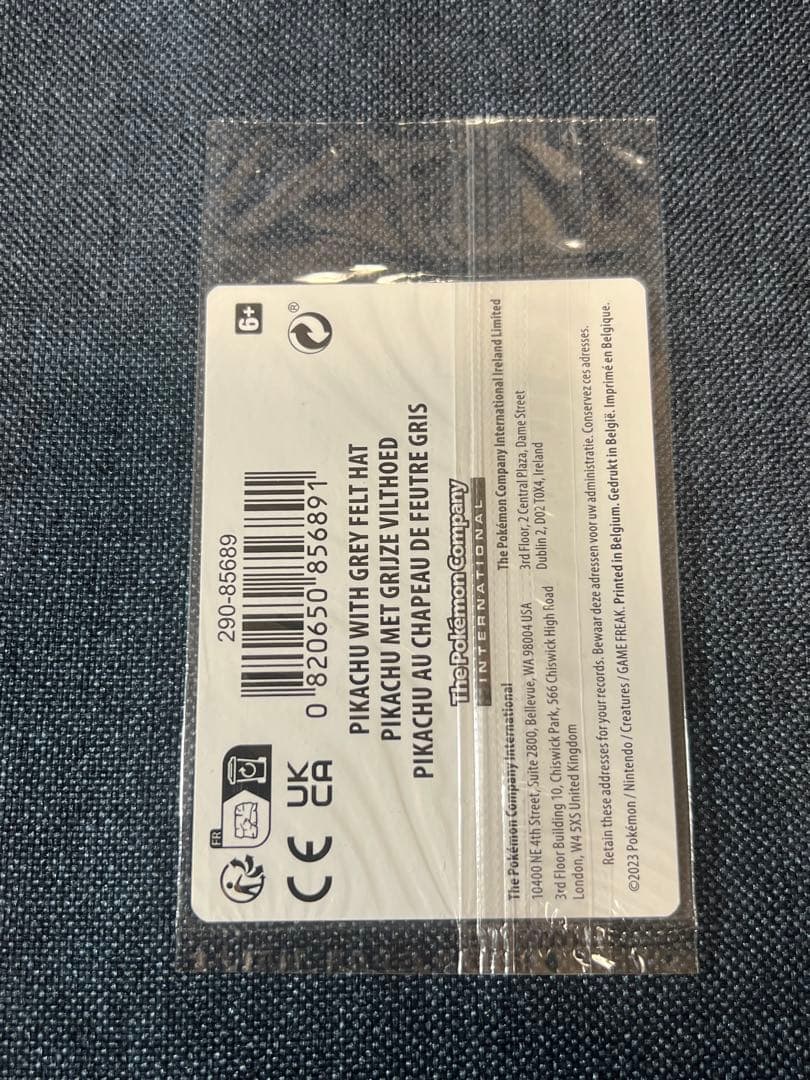 FR
CE
UK
CA
290-85689
0 820650 856891
6+
®
PIKACHU WITH GREY FELT HAT
PIKACHU MET GRIJZE VILTHOED
PIKACHU AU CHAPEAU DE FEUTRE GRIS
The Pokémon Company
INTERNATIONAL
The Pokémon Company International
10400 NE 4th Street, Suite 2800, Bellevue, WA 98004 USA
3rd Floor Building 10, Chiswick Park, 566 Chiswick High Road
London, W4 5XS United Kingdom
The Pokémon Company International Ireland Limited
3rd Floor, 2 Central Plaza, Dame Street
Dublin 2, D02 T0X4, Ireland
Retain these addresses for your records. Bewaar deze adressen voor uw administratie. Conservez ces adresses.
©2023 Pokémon / Nintendo / Creatures / GAME FREAK. Printed in Belgium. Gedrukt in België. Imprimé en Belgique.